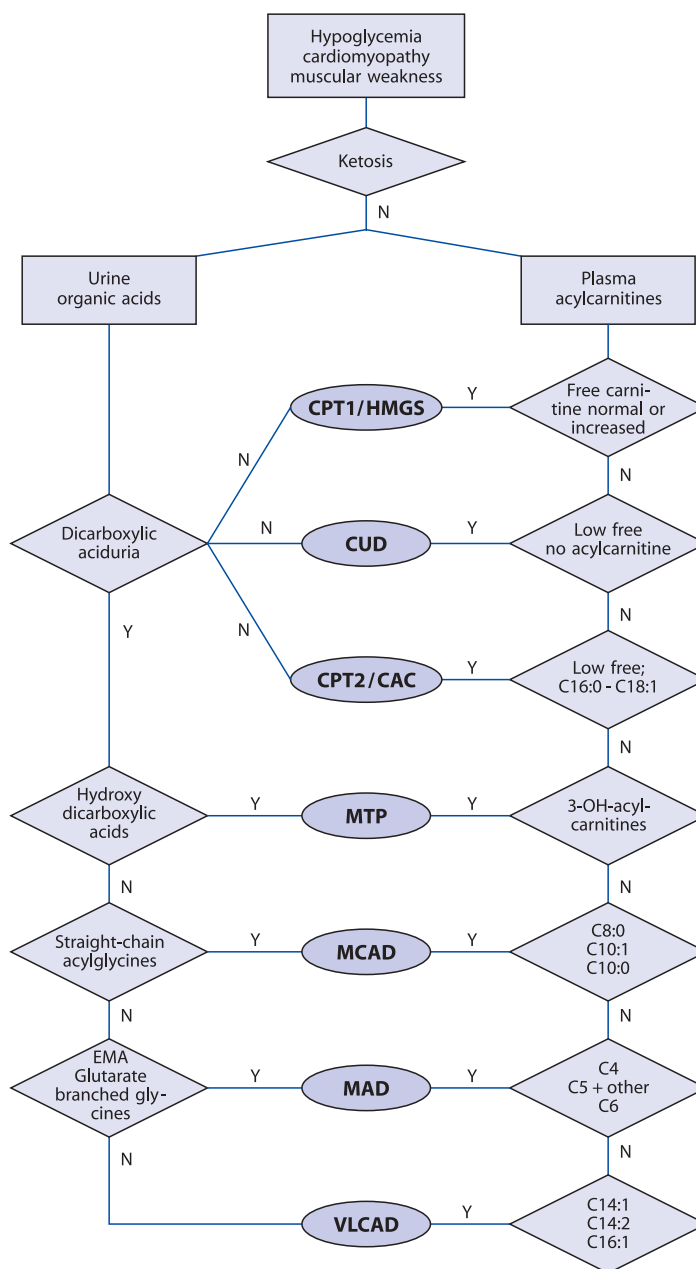 Hypoglycemia
cardiomyopathy
muscular weakness
Ketosis
N
Urine
organic acids
Plasma
acylcarnitines
CPT1/HMGS
Y
Free carni-
tine normal or
increased
N
N
Dicarboxylic
aciduria
N
CUD
Y
Low free
no acylcarnitine
Y
N
N
CPT2/CAC
Y
Low free;
C16:0 - C18:1
N
Hydroxy
dicarboxylic
acids
Y
MTP
Y
3-OH-acyl-
carnitines
N
N
Straight-chain
acylglycines
Y
MCAD
Y
C8:0
C10:1
C10:0
N
N
EMA
Glutarate
branched gly-
cines
Y
MAD
Y
C4
C5 + other
C6
N
N
VLCAD
Y
C14:1
C14:2
C16:1